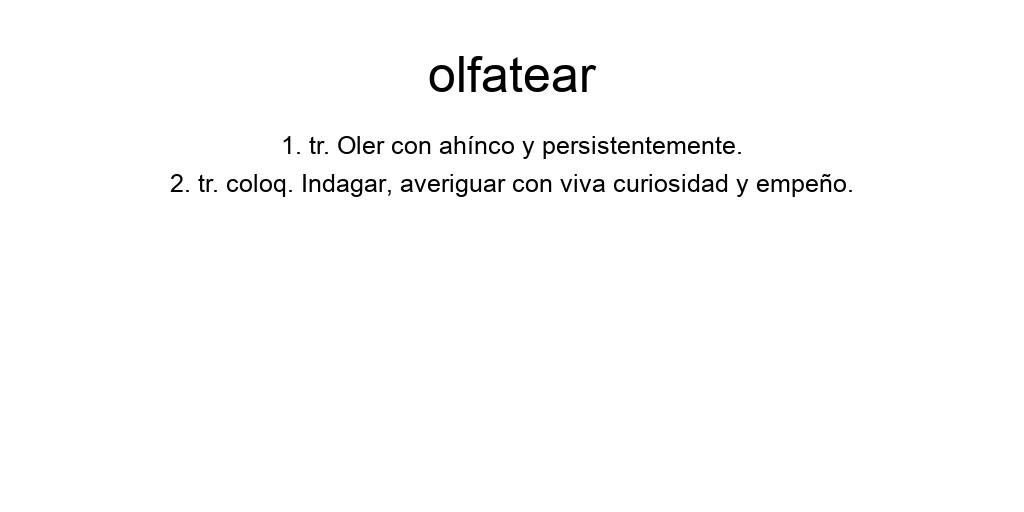 olfatear
1. tr. Oler con ahínco y persistentemente.
2. tr. coloq. Indagar, averiguar con viva curiosidad y empeño.